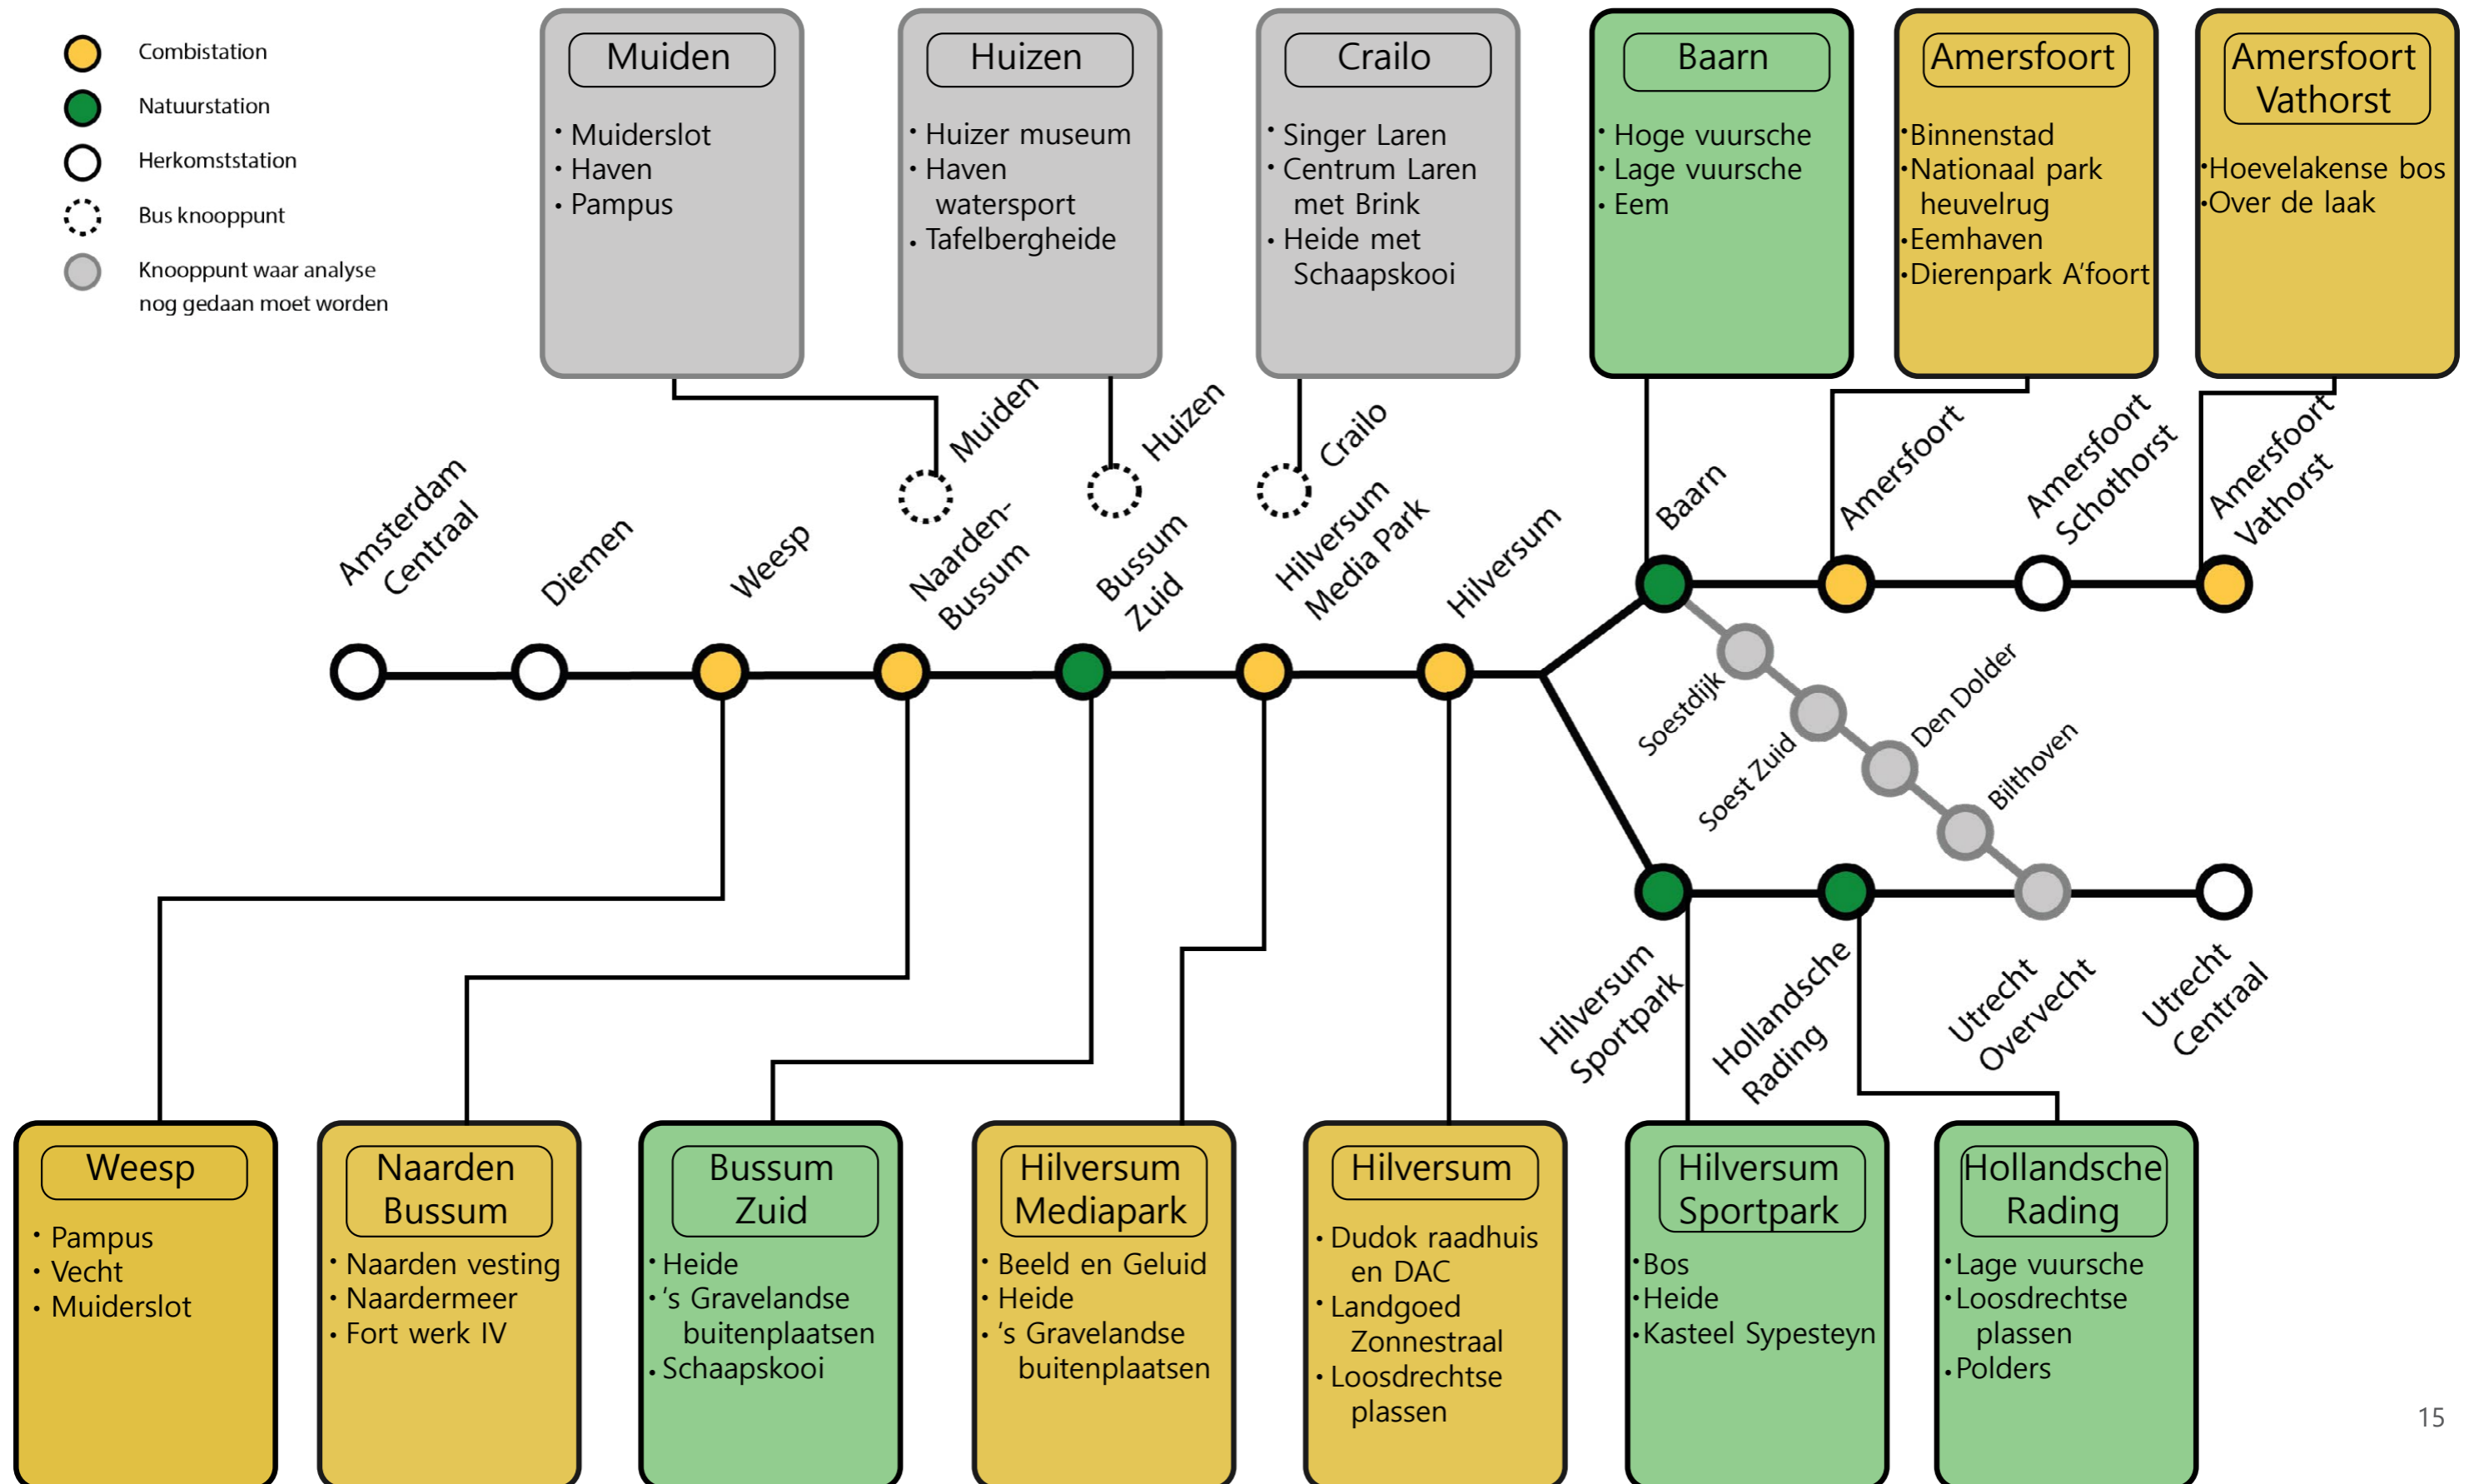 Combistation
Natuurstation
Herkomststation
Bus knooppunt
Knooppunt waar analyse
nog gedaan moet worden
Muiden
• Muiderslot
• Haven
• Pampus
Huizen
• Huizer museum
• Haven
watersport
• Tafelbergheide
Crailo
• Singer Laren
• Centrum Laren
met Brink
• Heide met
Schaapskooi
Baarn
• Hoge vuursche
• Lage vuursche
• Eem
Amersfoort
•Binnenstad
•Nationaal park
heuvelrug
•Eemhaven
•Dierenpark A'foort
Amersfoort
Vathorst
•Hoevelakense bos
•Over de laak
Muiden
Huizen
Crailo
Amsterdam
Centraal
Diemen
Weesp
Naarden-
Bussum
Bussum
Zuid
Hilversum
Media Park
Hilversum
Baarn
Amersfoort
Amersfoort
Schothorst
Amersfoort
Vathorst
Soestdijk
Soest Zuid
Den Dolder
Bilthoven
Hilversum
Sportpark
Hollandsche
Rading
Utrecht
Overvecht
Utrecht
Centraal
Weesp
• Pampus
• Vecht
• Muiderslot
Naarden
Bussum
• Naarden vesting
• Naardermeer
• Fort werk IV
Bussum
Zuid
•Heide
•'s Gravelandse
buitenplaatsen
•Schaapskooi
Hilversum
Mediapark
• Beeld en Geluid
• Heide
• 's Gravelandse
buitenplaatsen
Hilversum
• Dudok raadhuis
en DAC
• Landgoed
Zonnestraal
• Loosdrechtse
plassen
Hilversum
Sportpark
•Bos
•Heide
•Kasteel Sypesteyn
Hollandsche
Rading
•Lage vuursche
•Loosdrechtse
plassen
•Polders
15